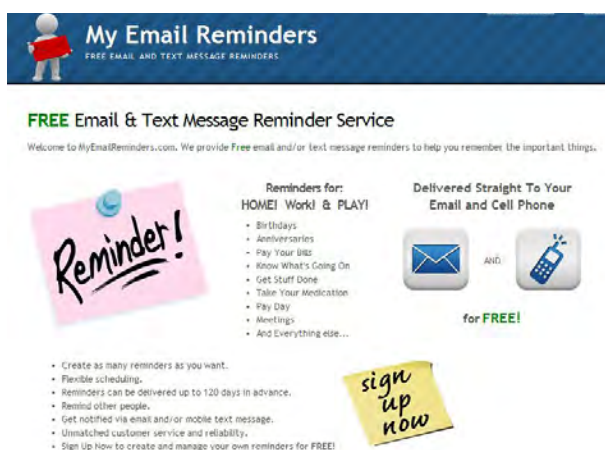 My Email Reminders
FREE EMAIL AND TEXT MESSAGE REMINDERS
FREE Email & Text Message Reminder Service
Welcome to MyEmailReminders.com. We provide Free email and/or text message reminders to help you remember the important things.
Reminder!
Reminders for:
HOME! Work! & PLAY!
• Birthdays
• Anniversaries
• Pay Your Bills
• Know What's Going On
• Get Stuff Done
• Take Your Medication
• Pay Day
• Meetings
• And Everything else...
Delivered Straight To Your
Email and Cell Phone
AND
for FREE!
• Create as many reminders as you want.
• Flexible scheduling.
• Reminders can be delivered up to 120 days in advance.
• Remind other people.
• Get notified via email and/or mobile text message.
• Unmatched customer service and reliability.
• Sign Up Now to create and manage your own reminders for FREE!
sign
up
now